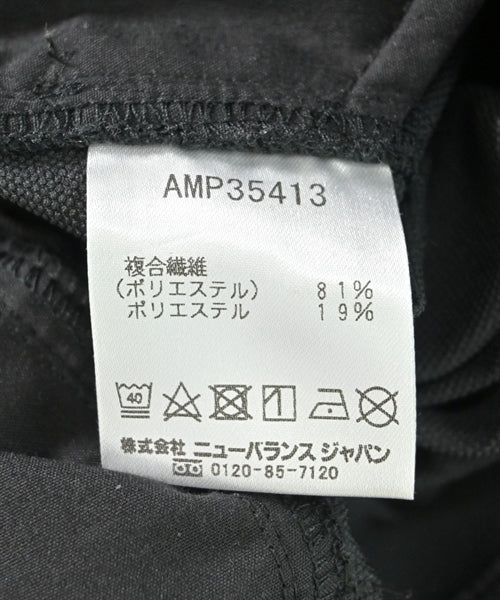 AMP35413
複合繊維
(ポリエステル) 81%
ポリエステル 19%
40
株式会社 ニューバランス ジャパン
0120-85-7120